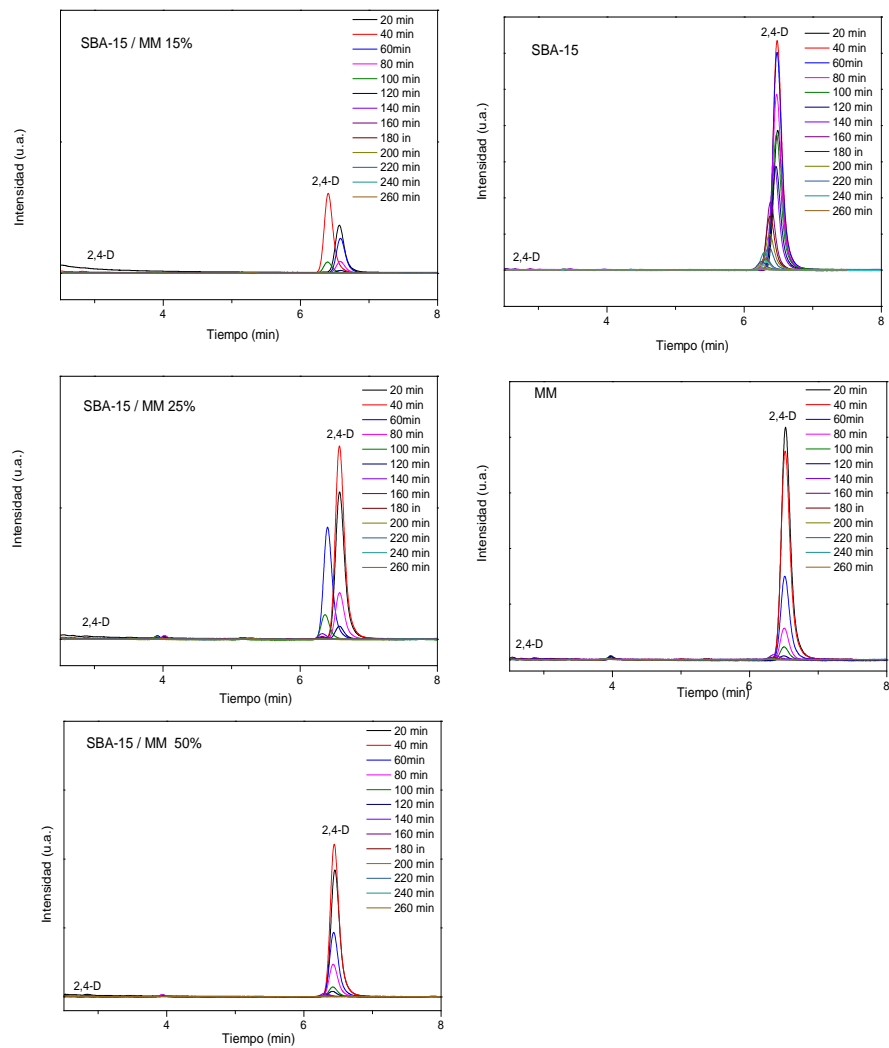 SBA-15 / MM 15%
20 min
40 min
60min
80 min
100 min
120 min
140 min
160 min
180 in
200 min
220 min
240 min
260 min
2,4-D
2,4-D
Intensidad (u.a.)
4
6
8
Tiempo (min)
SBA-15
20 min
40 min
60 min
80 min
100 min
120 min
140 min
160 min
180 in
200 min
220 min
240 min
260 min
2,4-D
2,4-D
Intensidad (u.a.)
4
6
8
Tiempo (min)
SBA-15 / MM 25%
20 min
40 min
60min
80 min
100 min
120 min
140 min
160 min
180 in
200 min
220 min
240 min
260 min
2,4-D
2,4-D
Intensidad (u.a.)
4
6
8
Tiempo (min)
MM
20 min
40 min
60 min
80 min
100 min
120 min
140 min
160 min
180 in
200 min
220 min
240 min
260 min
2,4-D
2,4-D
Intensidad (u.a.)
4
6
8
Tiempo (min)
SBA-15 / MM 50%
20 min
40 min
60min
80 min
100 min
120 min
140 min
160 min
180 in
200 min
220 min
240 min
260 min
2,4-D
2,4-D
Intensidad (u.a.)
4
6
8
Tiempo (min)